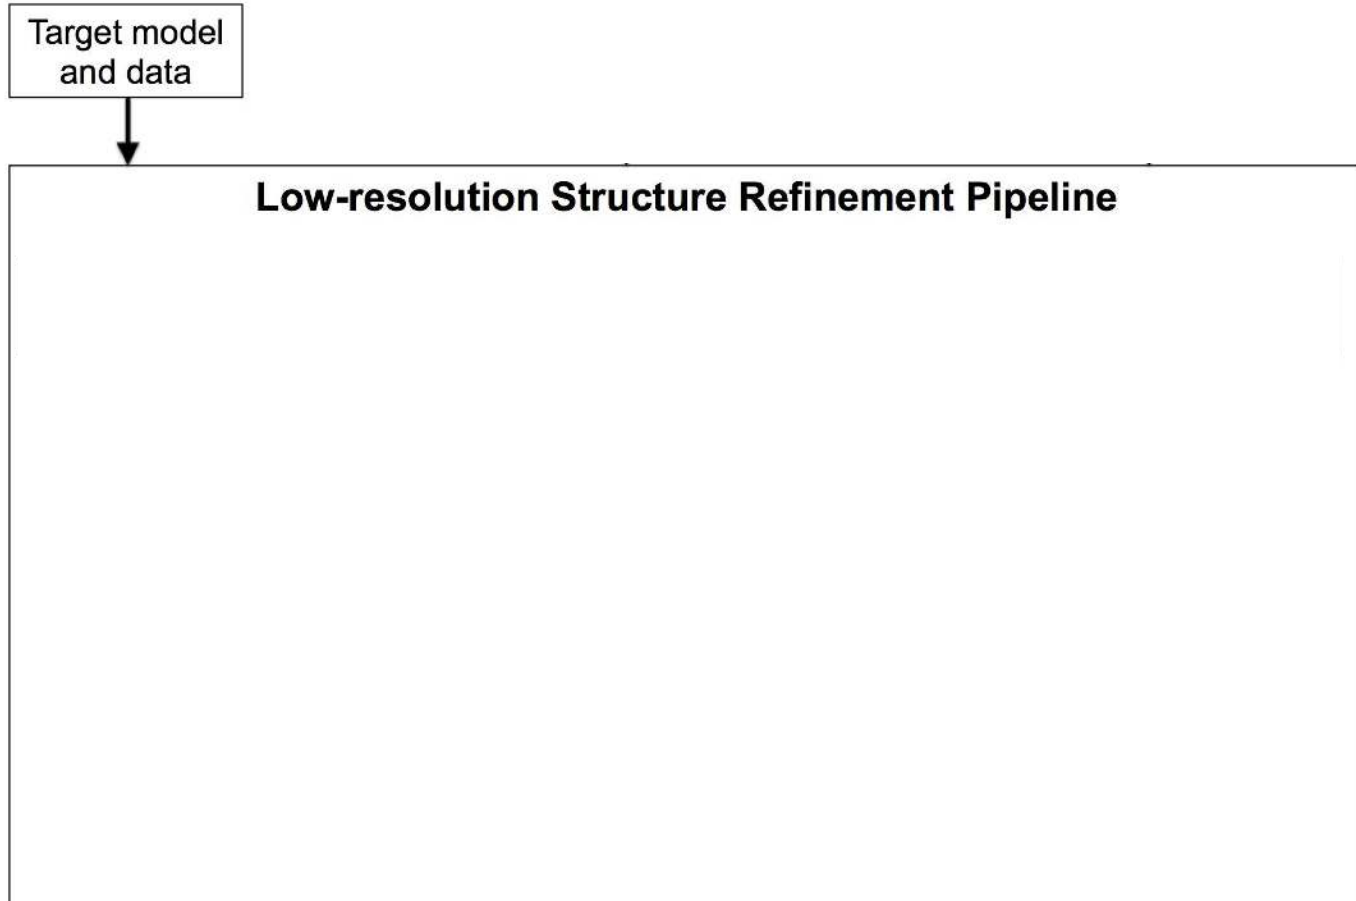 Target model
and data
Low-resolution Structure Refinement Pipeline